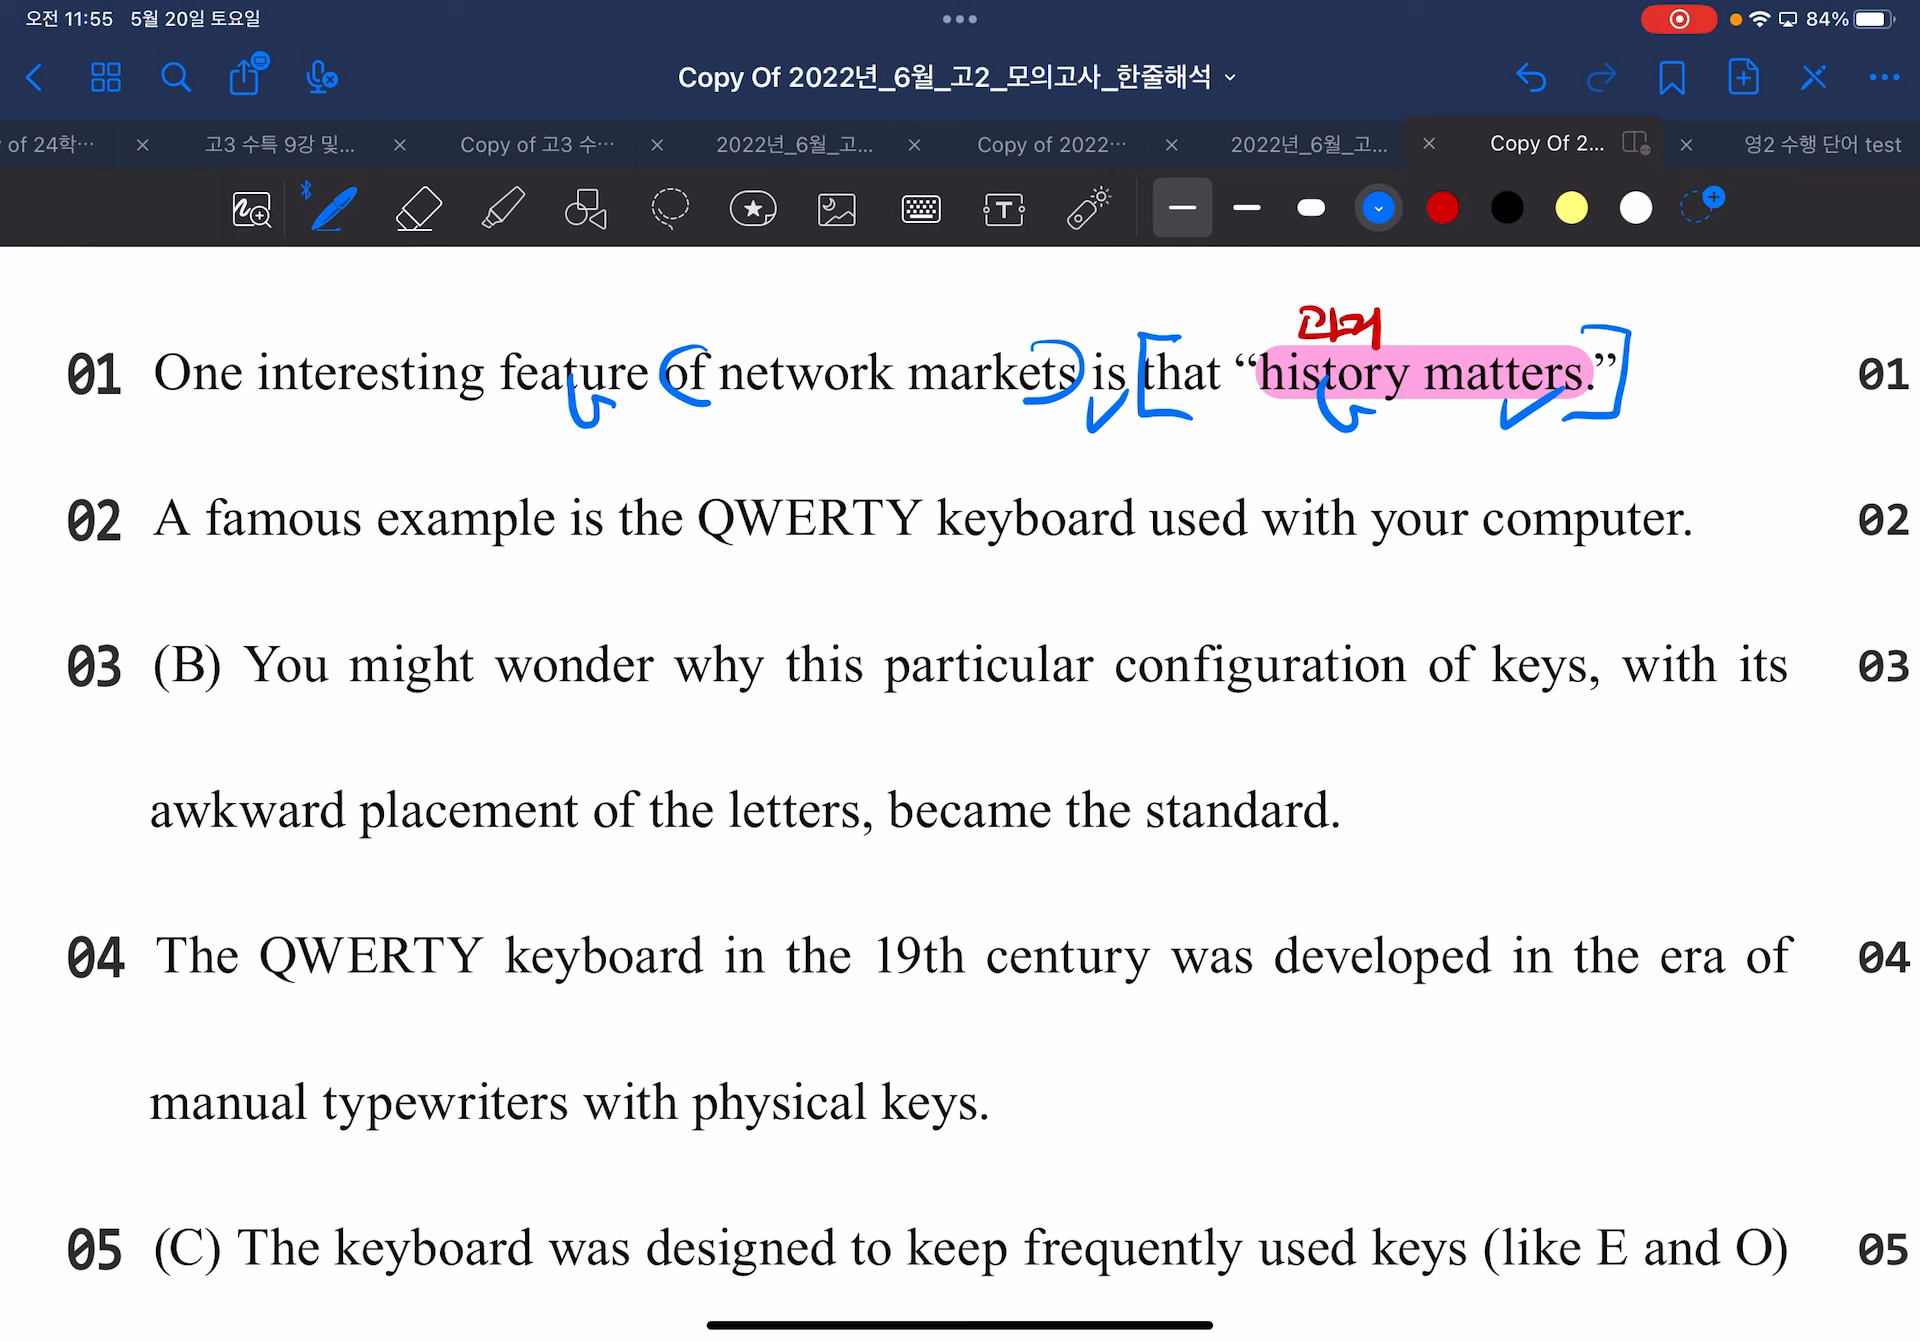 오전 11:55 5월 20일 토요일
84%
Copy Of 2022년_6월_고2_모의고사_한줄해석
of 24학… 고3 수특 9강 및... Copy of 고3 수… 2022년_6월_고... Copy of 2022… 2022년_6월_고... Copy Of 2... 영2 수행 단어 test
과거
01 One interesting feature of network markets is that “history matters.” 01
02 A famous example is the QWERTY keyboard used with your computer. 02
03 (B) You might wonder why this particular configuration of keys, with its 03
awkward placement of the letters, became the standard.
04 The QWERTY keyboard in the 19th century was developed in the era of 04
manual typewriters with physical keys.
05 (C) The keyboard was designed to keep frequently used keys (like E and O) 05